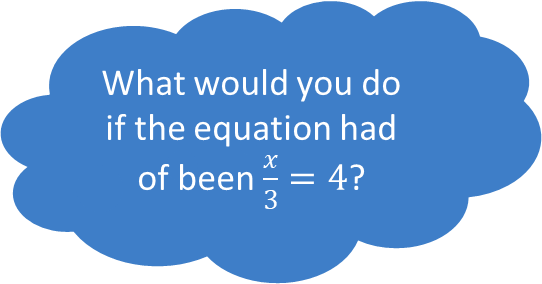 What would you do
if the equation had
of been x/3 = 4?